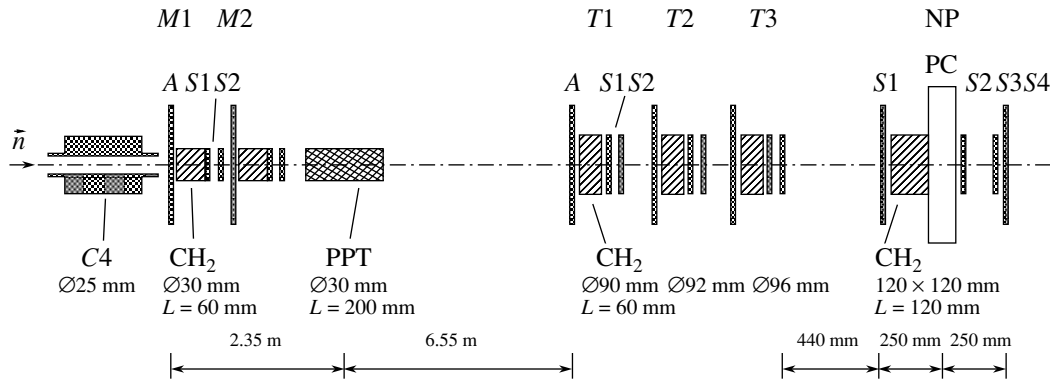 M1 M2 T1 T2 T3 NP
PC
A S1 S2 A S1 S2 S1 S2 S3 S4
n⃗
C4 CH₂ PPT CH₂ CH₂
∅25 mm ∅30 mm ∅30 mm ∅90 mm ∅92 mm ∅96 mm 120 × 120 mm
L = 60 mm L = 200 mm L = 60 mm L = 120 mm
2.35 m 6.55 m 440 mm 250 mm 250 mm